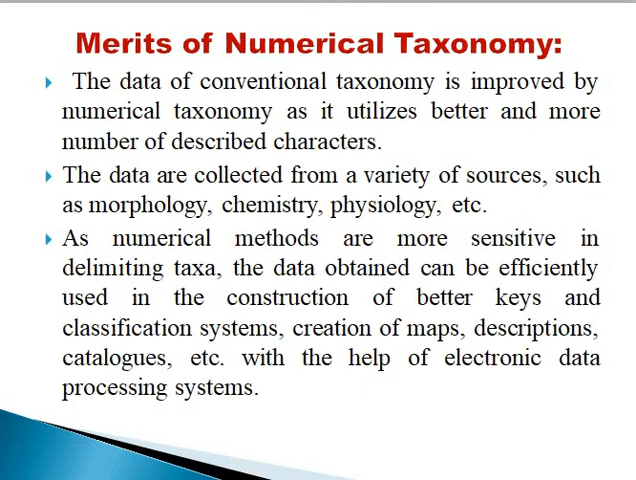 Merits of Numerical Taxonomy:
The data of conventional taxonomy is improved by
numerical taxonomy as it utilizes better and more
number of described characters.
The data are collected from a variety of sources, such
as morphology, chemistry, physiology, etc.
As numerical methods are more sensitive in
delimiting taxa, the data obtained can be efficiently
used in the construction of better keys and
classification systems, creation of maps, descriptions,
catalogues, etc. with the help of electronic data
processing systems.